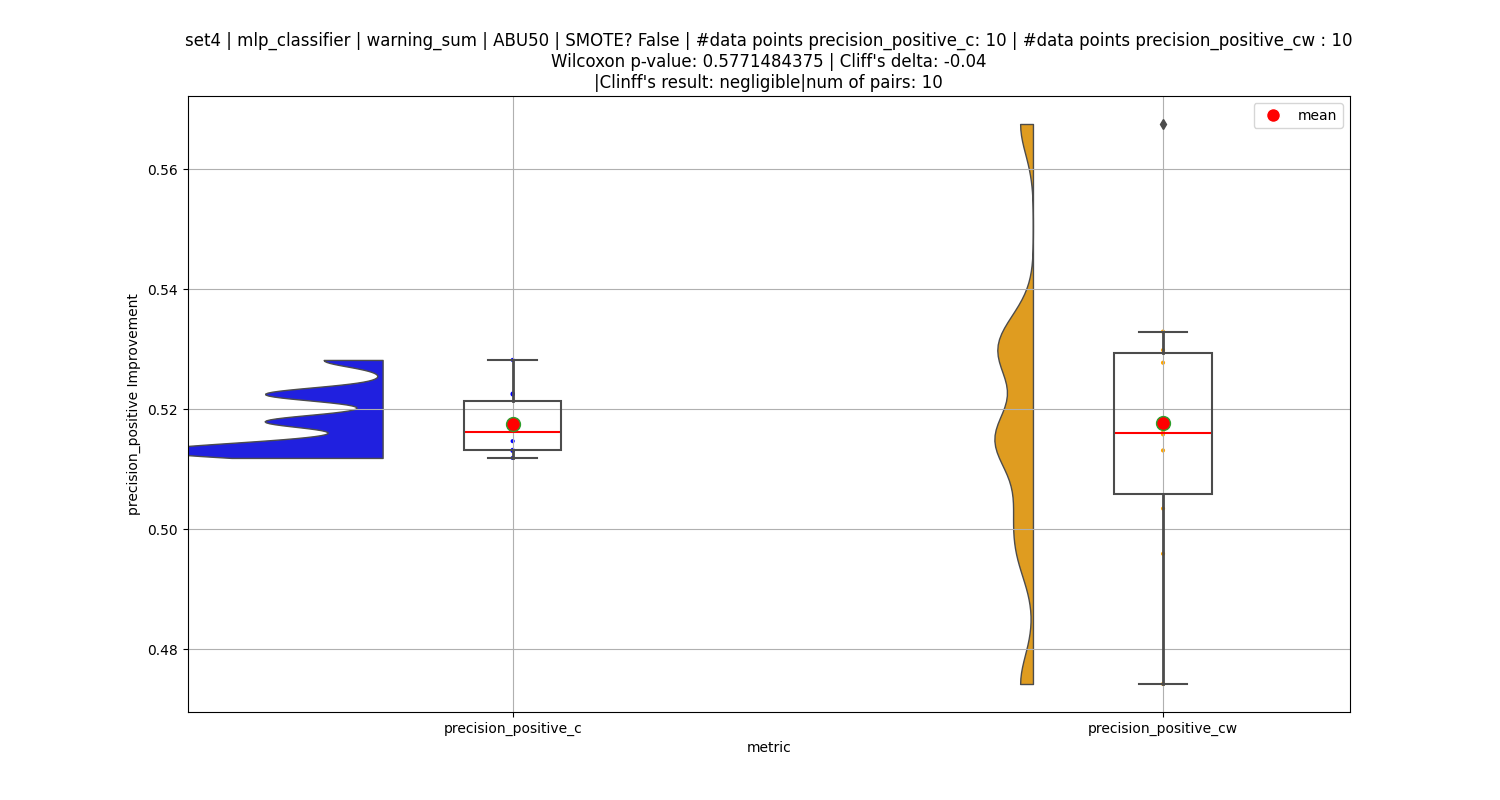 set4 | mlp_classifier | warning_sum | ABU50 | SMOTE? False | #data points precision_positive_c: 10 | #data points precision_positive_cw : 10
Wilcoxon p-value: 0.5771484375 | Cliff's delta: -0.04
|Clinff's result: negligible|num of pairs: 10
mean
precision_positive Improvement
0.56
0.54
0.52
0.50
0.48
precision_positive_c
precision_positive_cw
metric